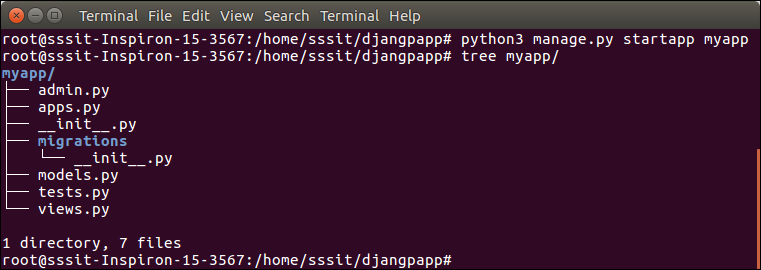 Terminal File Edit View Search Terminal Help
root@sssit-Inspiron-15-3567:/home/sssit/djangpapp# python3 manage.py startapp myapp
root@sssit-Inspiron-15-3567:/home/sssit/djangpapp# tree myapp/
myapp/
├── admin.py
├── apps.py
├── __init__.py
├── migrations
│   └── __init__.py
├── models.py
├── tests.py
└── views.py
1 directory, 7 files
root@sssit-Inspiron-15-3567:/home/sssit/djangpapp#